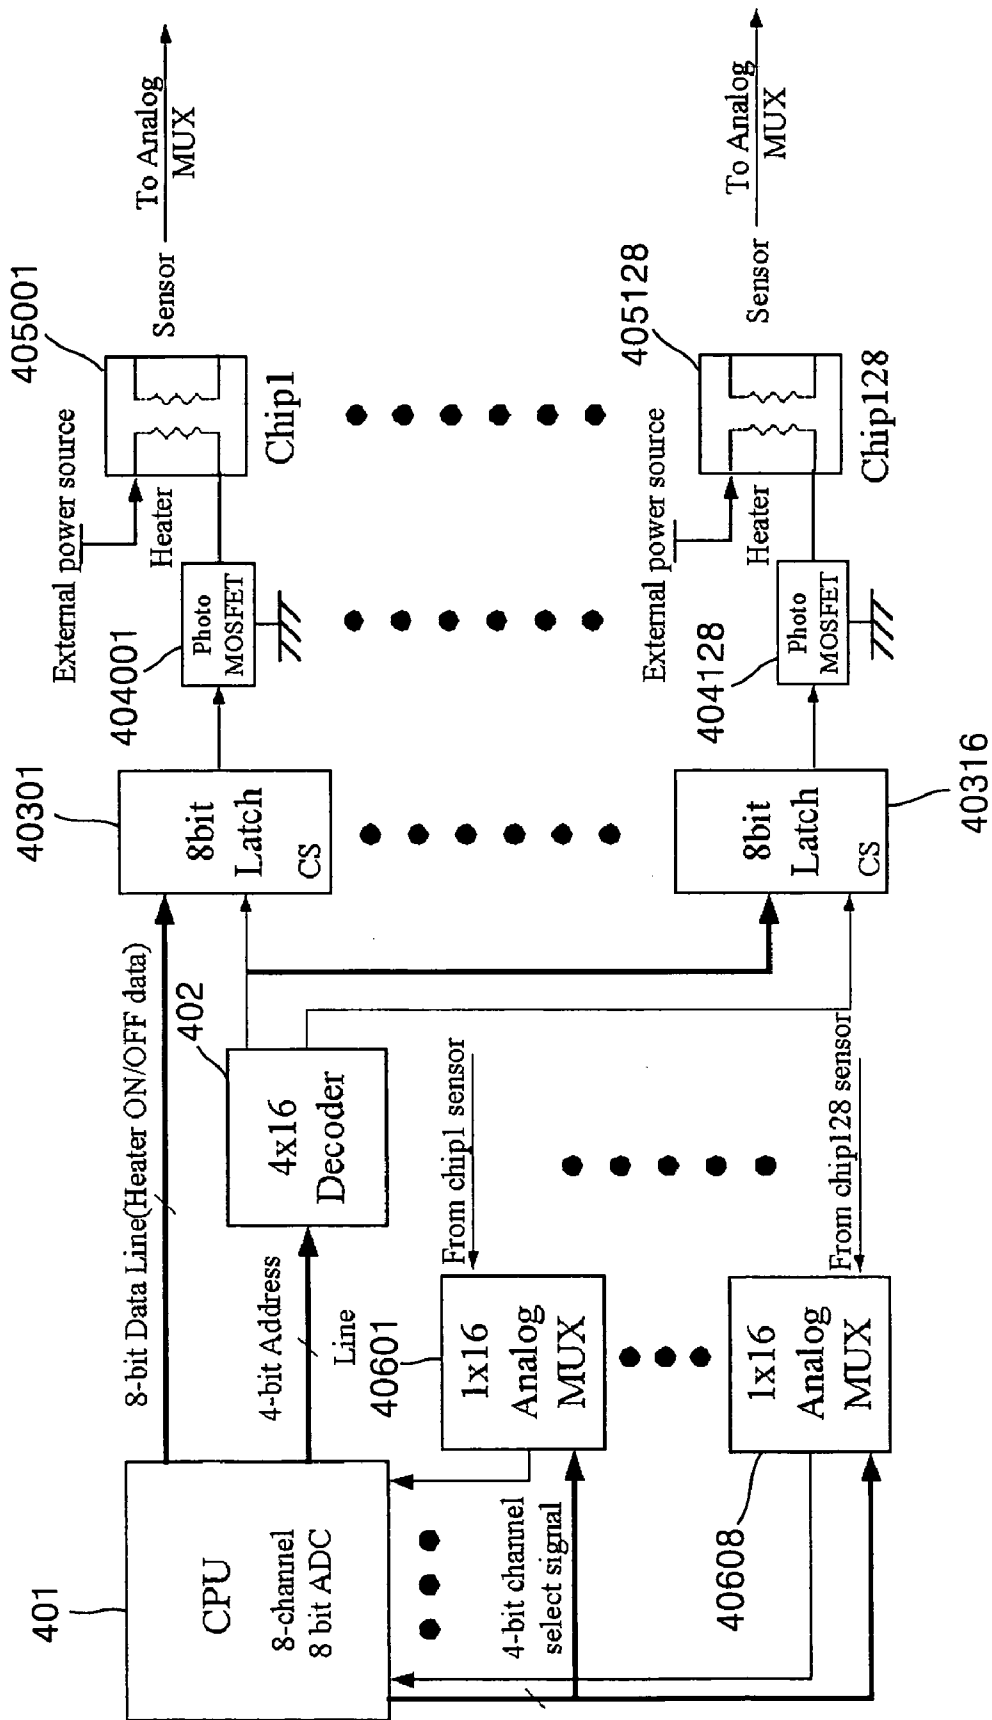 401
CPU
8-channel
8 bit ADC
8-bit Data Line(Heater ON/OFF data)
4-bit Address
Line
402
4x16
Decoder
40301
8bit
Latch
CS
404001
Photo
MOSFET
External power source
Heater
405001
Chip1
Sensor
To Analog
MUX
4-bit channel
select signal
40601
1x16
Analog
MUX
From chip1 sensor
40608
1x16
Analog
MUX
From chip128 sensor
8bit
Latch
CS
40316
404128
Photo
MOSFET
External power source
Heater
405128
Chip128
Sensor
To Analog
MUX